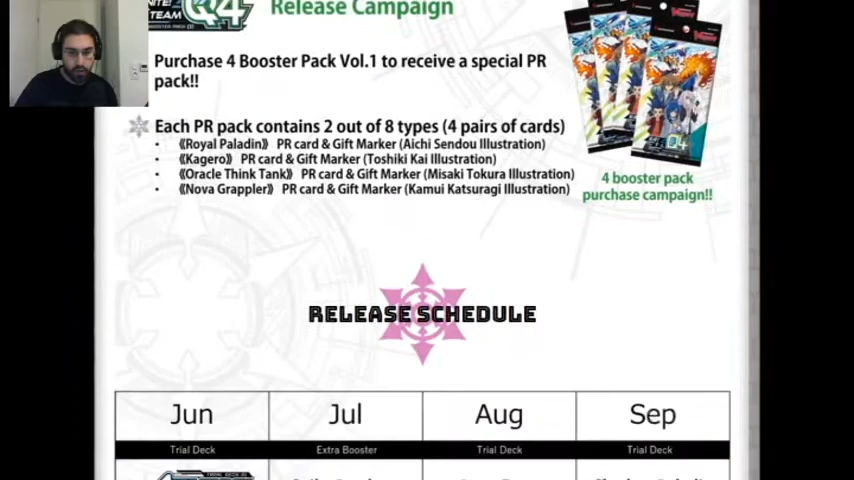 Q4
Release Campaign
Purchase 4 Booster Pack Vol.1 to receive a special PR
pack!!
Each PR pack contains 2 out of 8 types (4 pairs of cards)
• 《Royal Paladin》 PR card & Gift Marker (Aichi Sendou Illustration)
• 《Kagero》 PR card & Gift Marker (Toshiki Kai Illustration)
• 《Oracle Think Tank》 PR card & Gift Marker (Misaki Tokura Illustration)
• 《Nova Grappler》 PR card & Gift Marker (Kamui Katsuragi Illustration)
4 booster pack
purchase campaign!!
RELEASE SCHEDULE
Jun Jul Aug Sep
Trial Deck Extra Booster Trial Deck Trial Deck